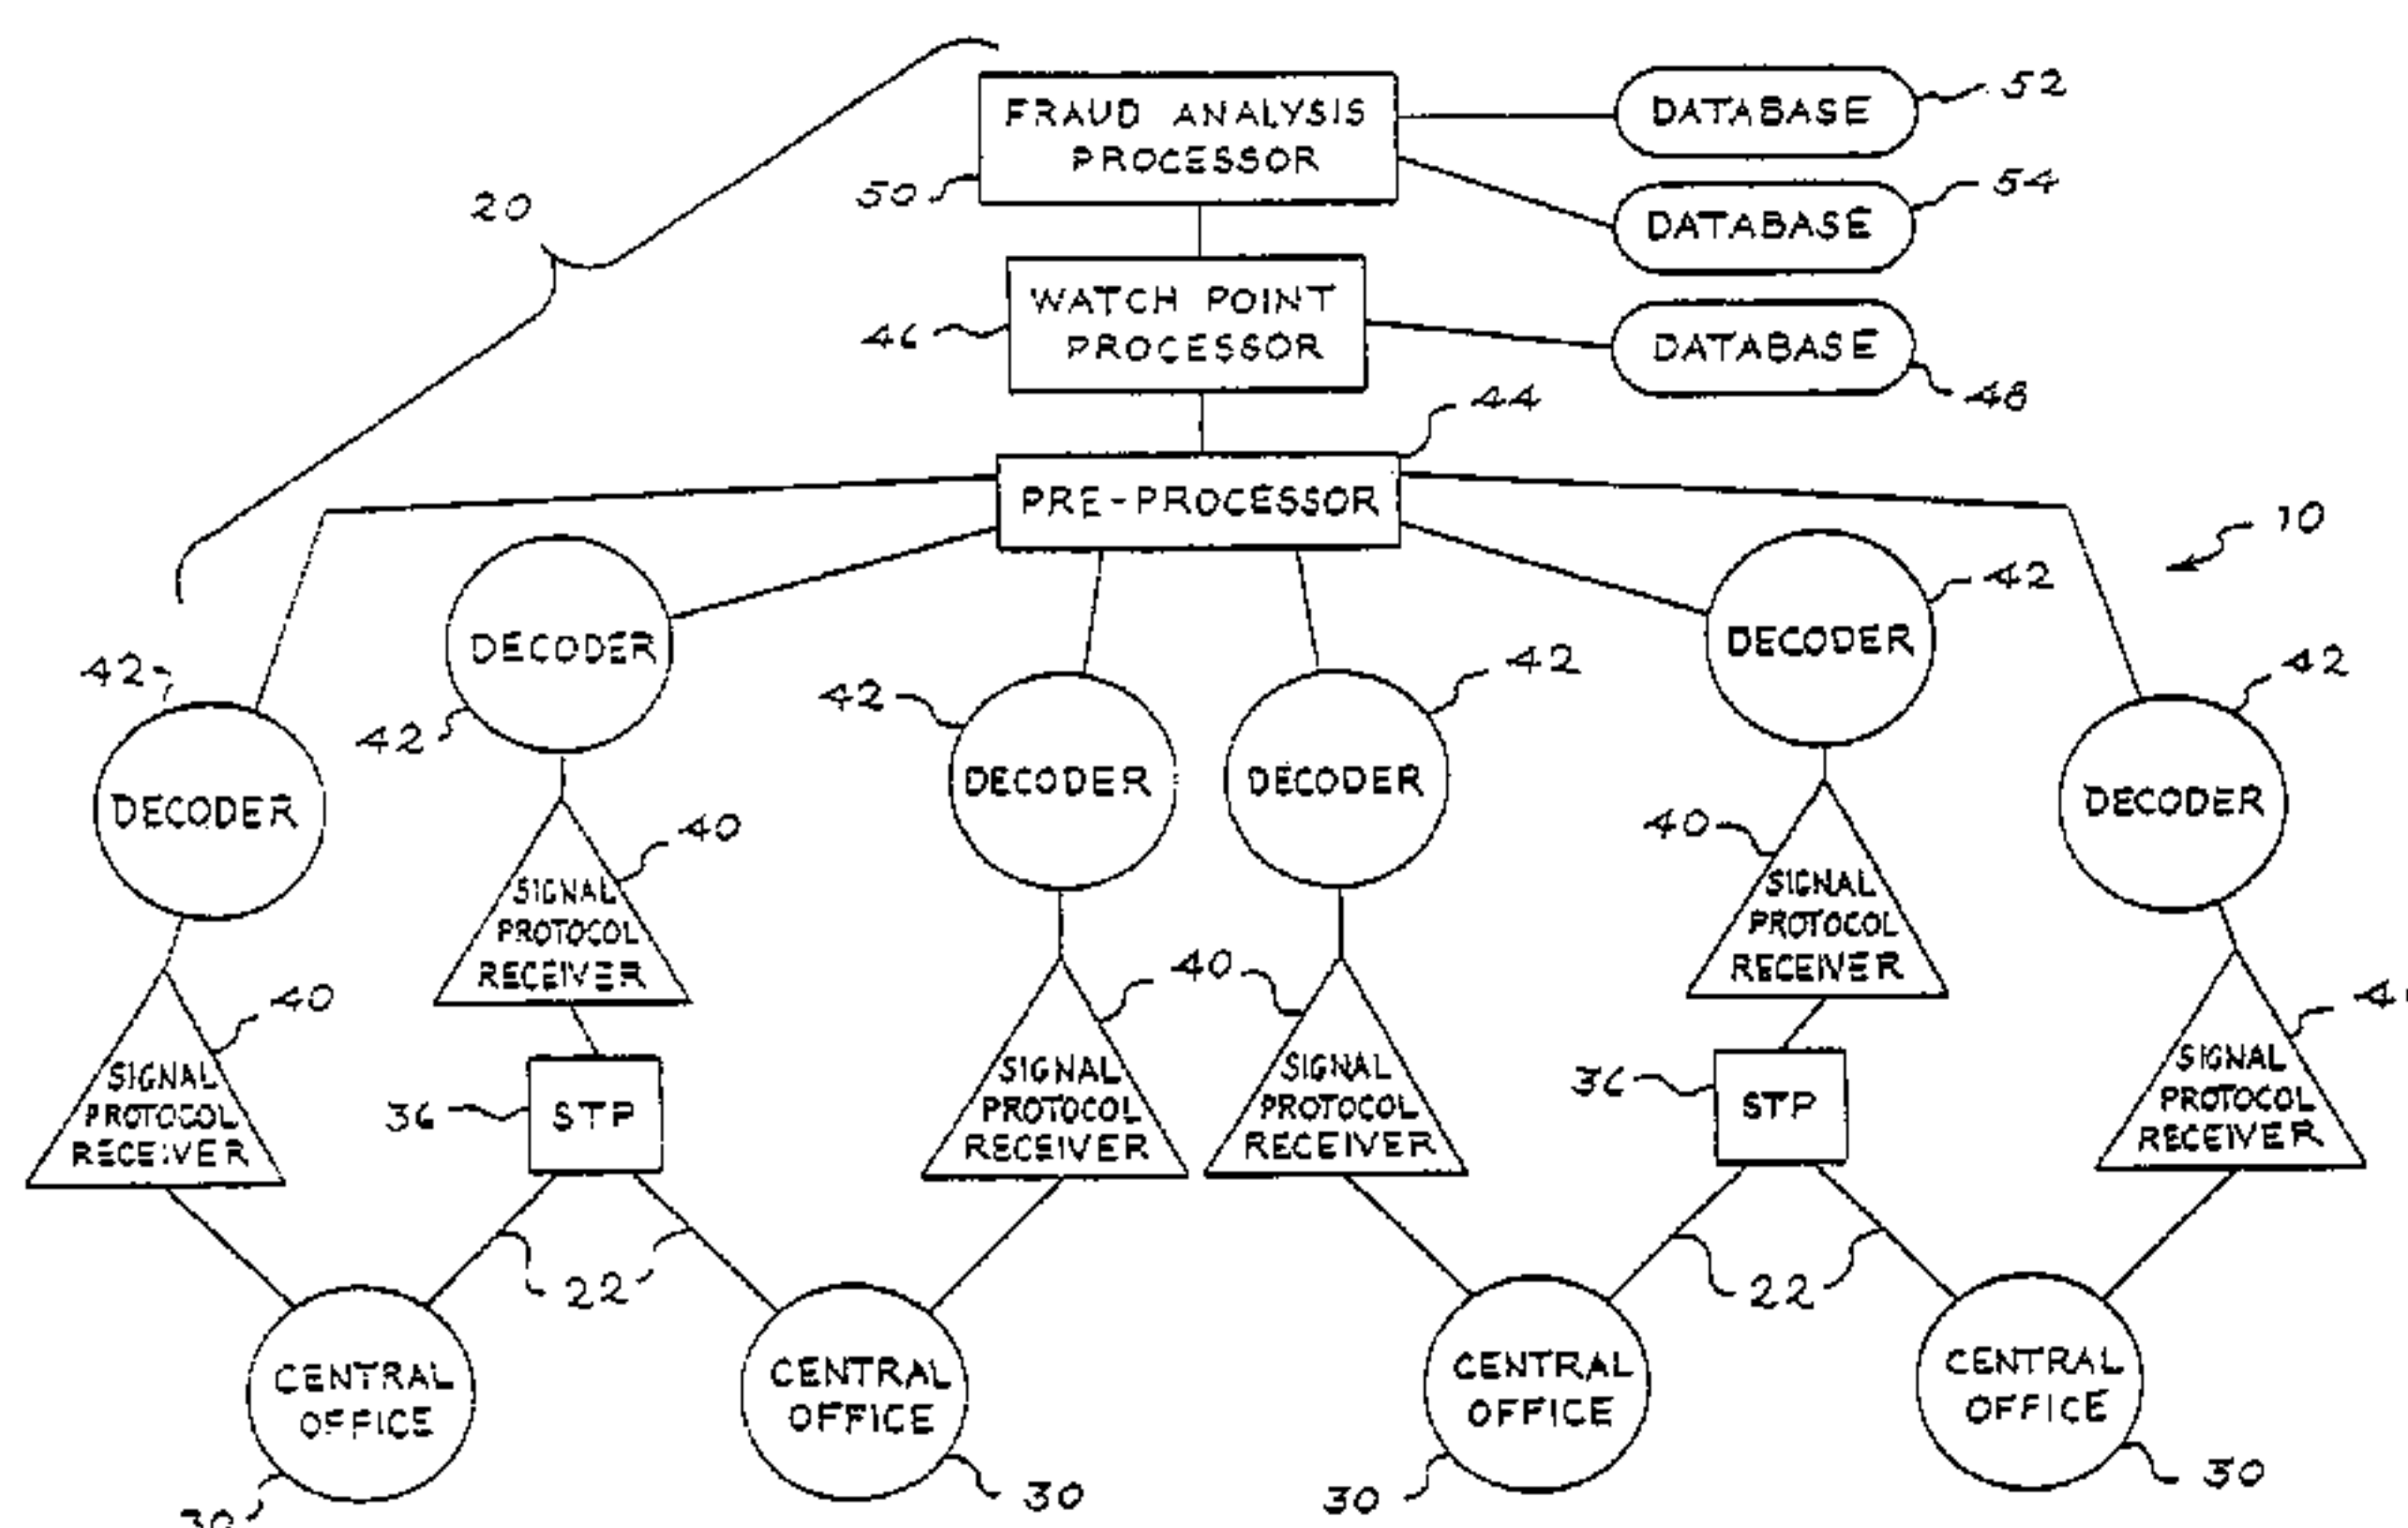 FRAUD ANALYSIS
PROCESSOR
50
DATABASE
52
DATABASE
54
20
WATCH POINT
PROCESSOR
46
DATABASE
48
44
PRE-PROCESSOR
10
DECODER
42
DECODER
42
DECODER
42
DECODER
42
DECODER
42
DECODER
42
SIGNAL
PROTOCOL
RECEIVER
40
SIGNAL
PROTOCOL
RECEIVER
40
SIGNAL
PROTOCOL
RECEIVER
40
SIGNAL
PROTOCOL
RECEIVER
SIGNAL
PROTOCOL
RECEIVER
40
SIGNAL
PROTOCOL
RECEIVER
STP
36
STP
36
22
22
CENTRAL
OFFICE
30
CENTRAL
OFFICE
30
CENTRAL
OFFICE
30
CENTRAL
OFFICE
30